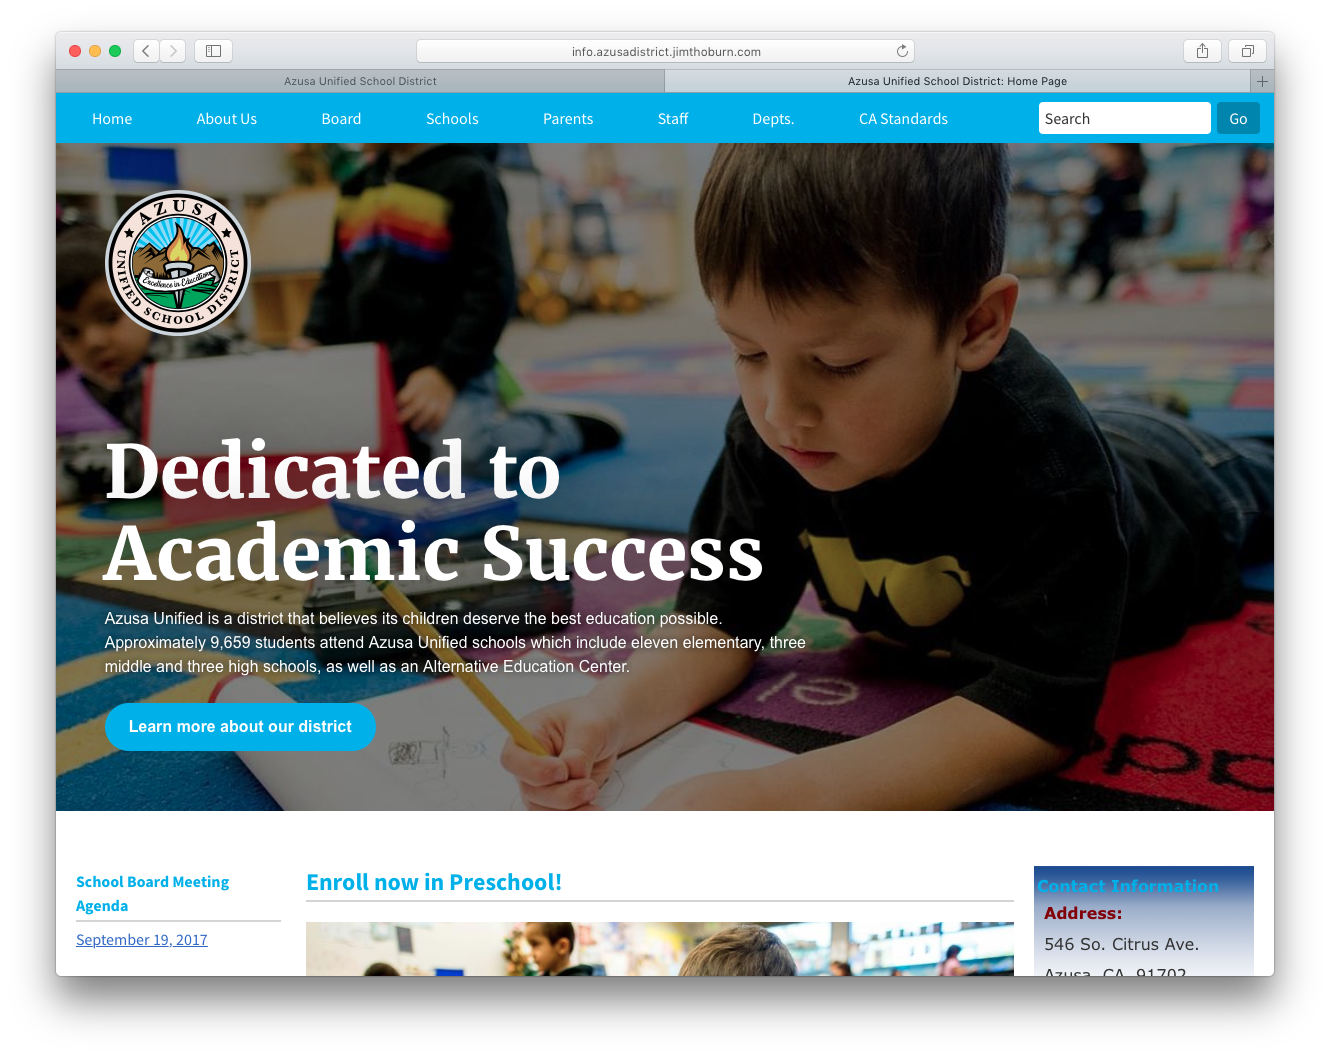 info.azusadistrict.jimthoburn.com
Azusa Unified School District
Azusa Unified School District: Home Page
Home
About Us
Board
Schools
Parents
Staff
Depts.
CA Standards
Search
Go
AZUSA
Excellence in Education
UNIFIED SCHOOL DISTRICT
Dedicated to
Academic Success
Azusa Unified is a district that believes its children deserve the best education possible.
Approximately 9,659 students attend Azusa Unified schools which include eleven elementary, three
middle and three high schools, as well as an Alternative Education Center.
Learn more about our district
School Board Meeting
Agenda
September 19, 2017
Enroll now in Preschool!
Contact Information
Address:
546 So. Citrus Ave.
Azusa, CA, 91702